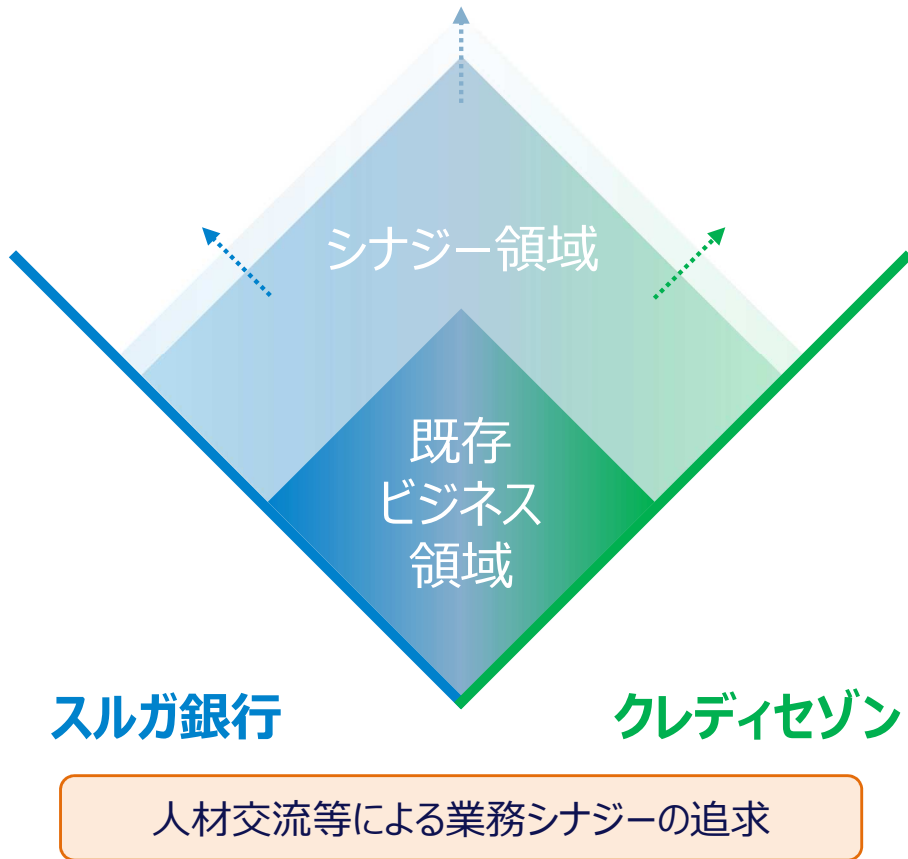 シナジー領域
既存
ビジネス
領域
スルガ銀行
クレディセゾン
人材交流等による業務シナジーの追求